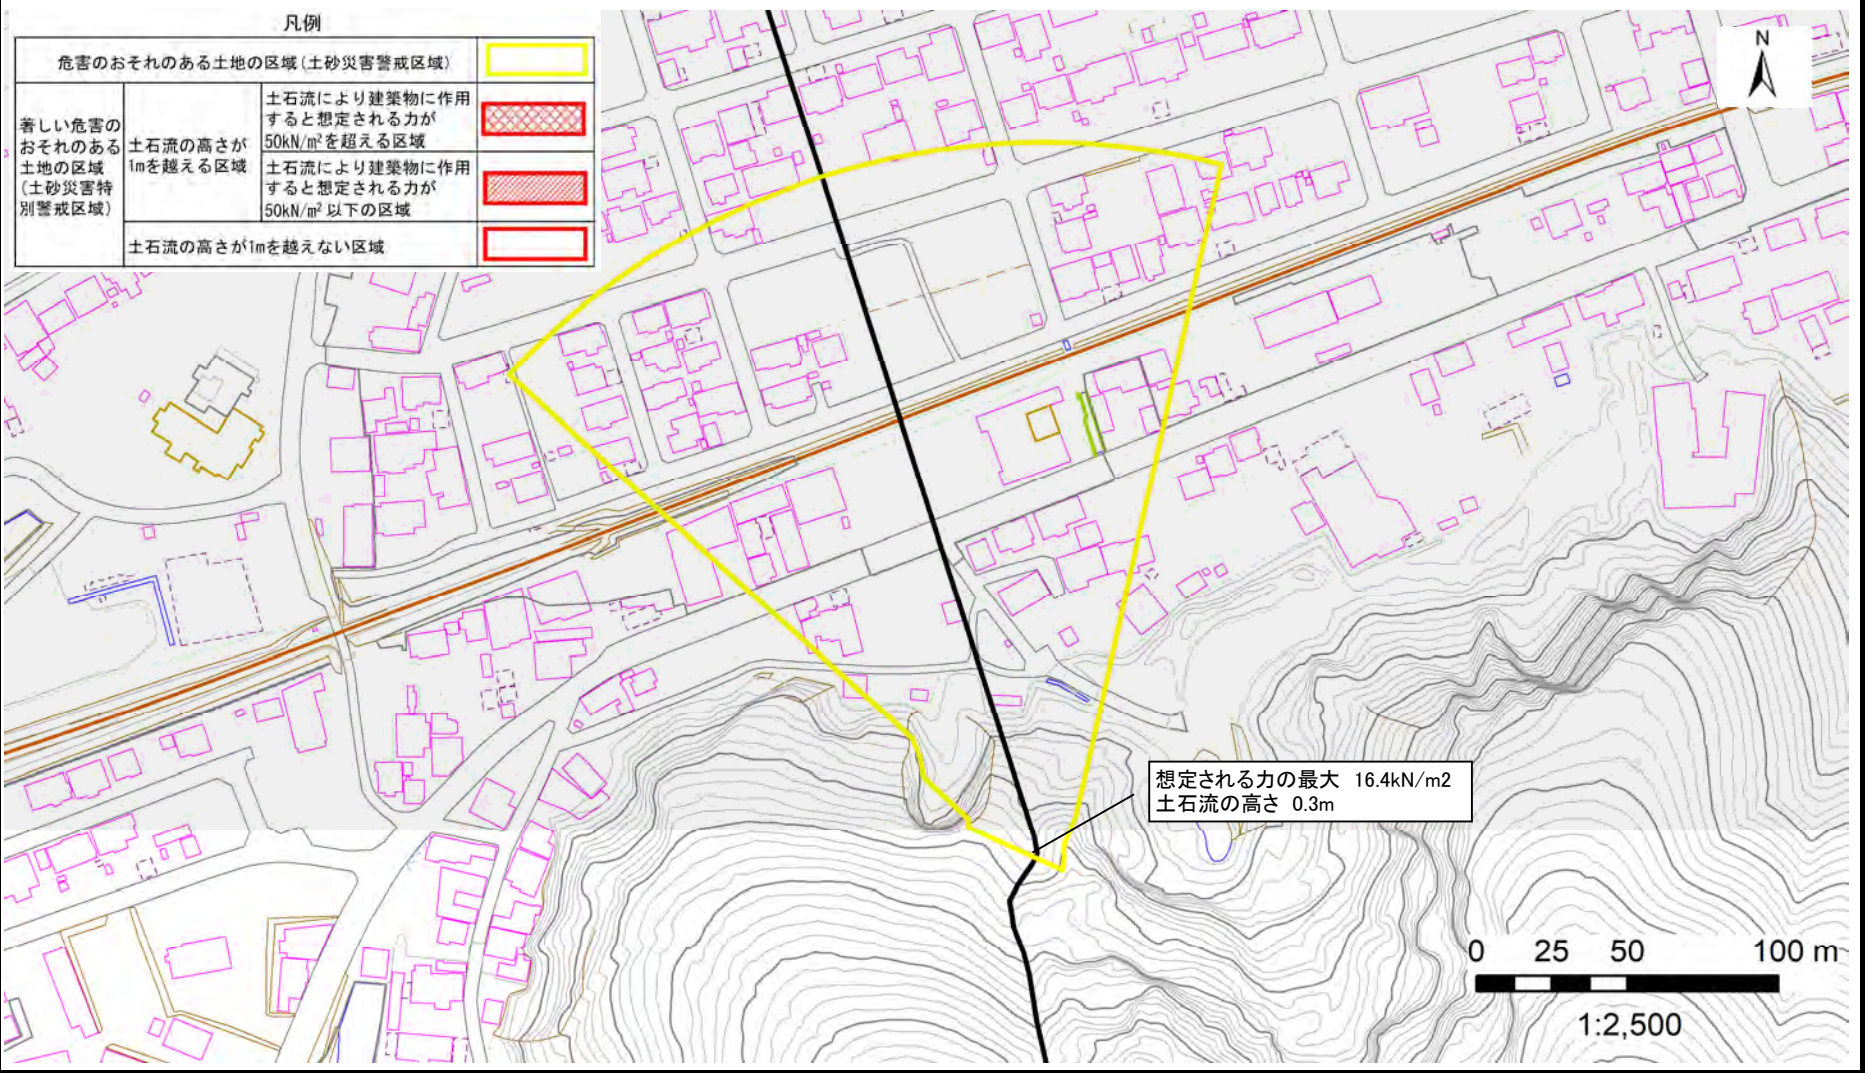 凡例
危害のおそれのある土地の区域(土砂災害警戒区域)
著しい危害の
おそれのある
土地の区域
(土砂災害特
別警戒区域)
土石流の高さが
1mを越える区域
土石流により建築物に作用
すると想定される力が
50kN/m²を超える区域
土石流により建築物に作用
すると想定される力が
50kN/m²以下の区域
土石流の高さが1mを越えない区域
N
想定される力の最大 16.4kN/m2
土石流の高さ 0.3m
0 25 50 100 m
1:2,500